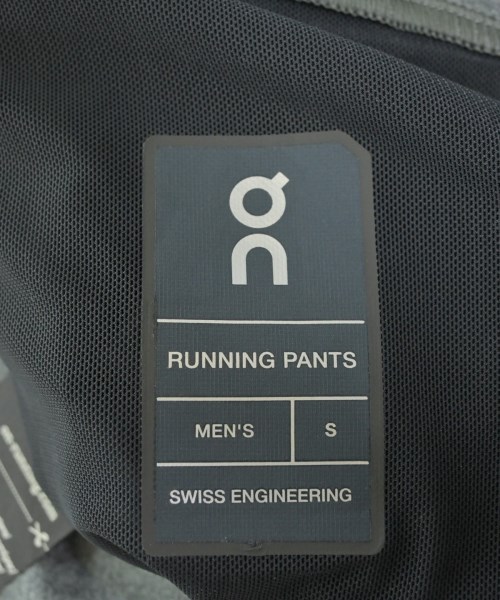 On
RUNNING PANTS
MEN'S S
SWISS ENGINEERING